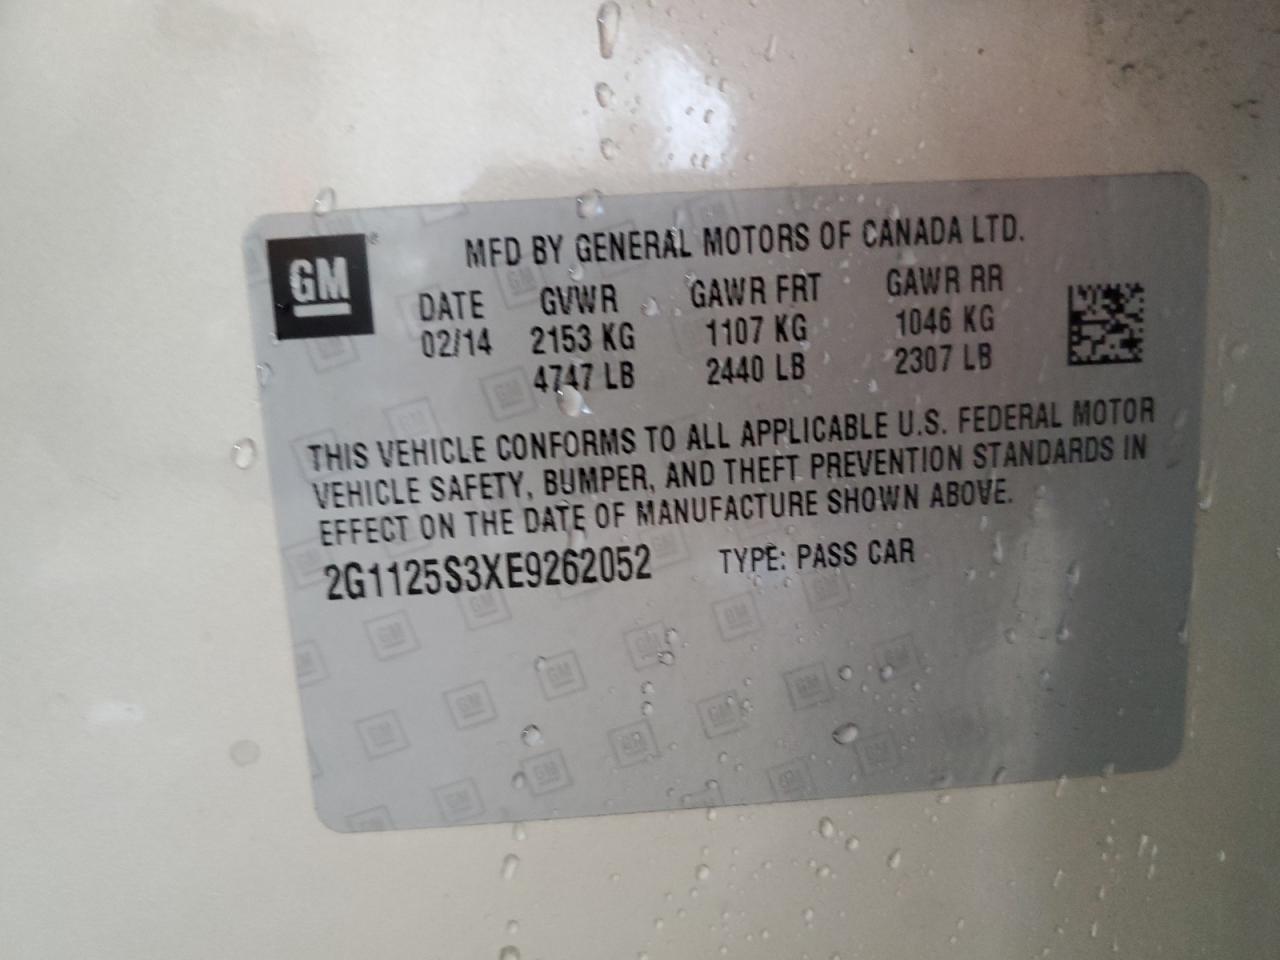 GM
MFD BY GENERAL MOTORS OF CANADA LTD.
DATE GVWR GAWR FRT GAWR RR
02/14 2153 KG 1107 KG 1046 KG
4747 LB 2440 LB 2307 LB
THIS VEHICLE CONFORMS TO ALL APPLICABLE U.S. FEDERAL MOTOR
VEHICLE SAFETY, BUMPER, AND THEFT PREVENTION STANDARDS IN
EFFECT ON THE DATE OF MANUFACTURE SHOWN ABOVE.
2G1125S3XE9262052 TYPE: PASS CAR